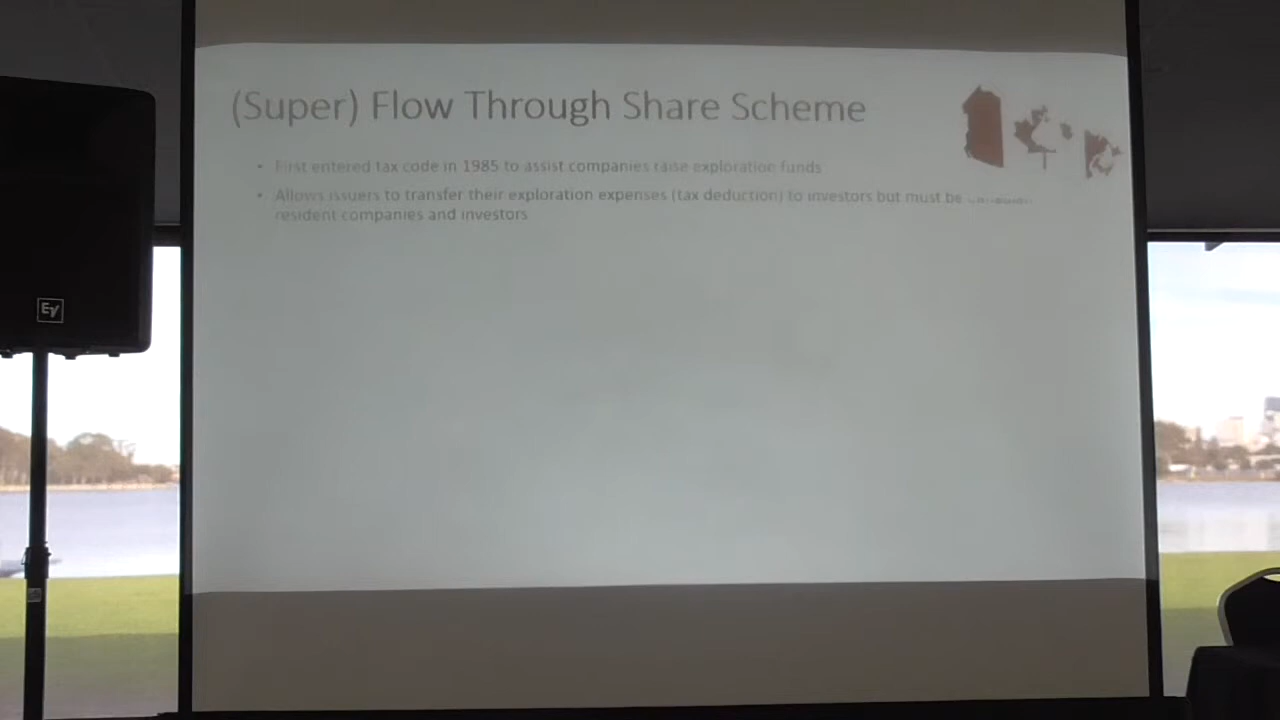 (Super) Flow Through Share Scheme
• First entered tax code in 1985 to assist companies raise exploration funds
• Allows issuers to transfer their exploration expenses (tax deduction) to investors but must be
resident companies and investors
EV